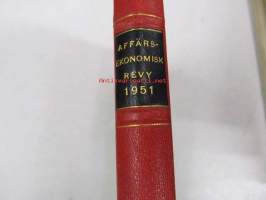 AFFÄRS-
EKONOMISK
REVY
1951